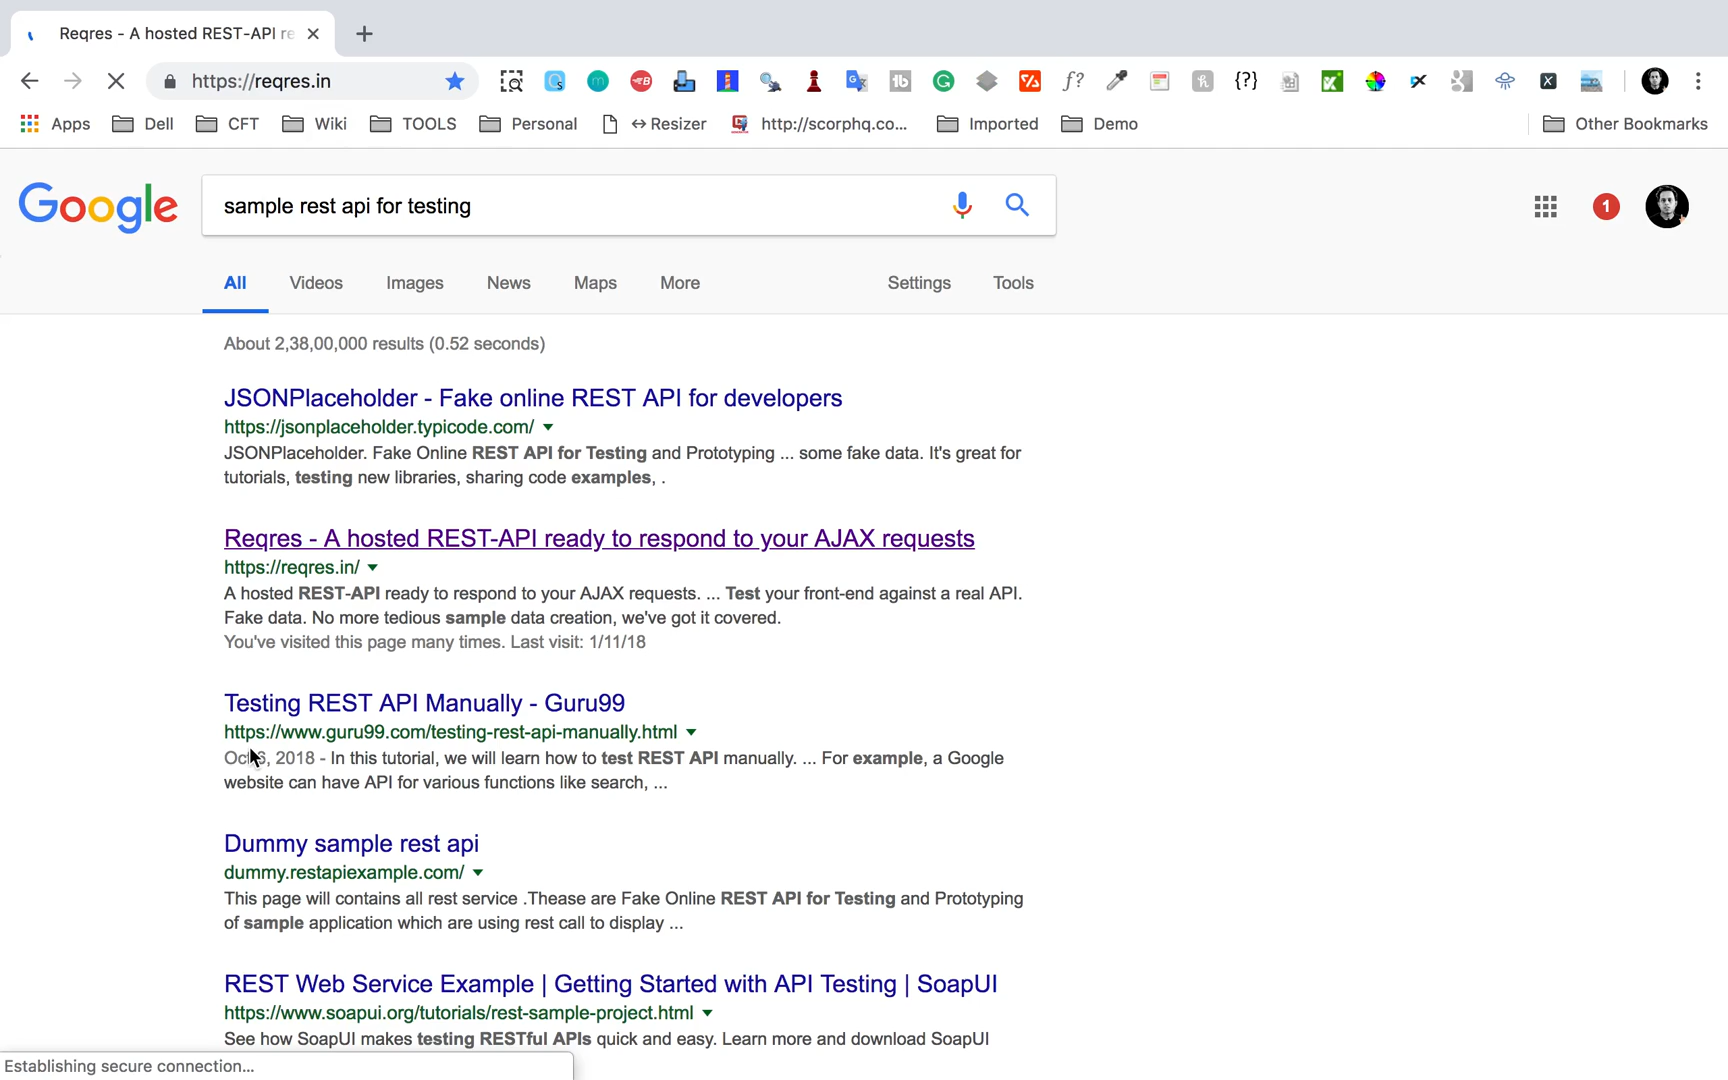 Reqres - A hosted REST-API re
https://reqres.in
Apps Dell CFT Wiki TOOLS Personal ↔Resizer http://scorphq.co... Imported Demo Other Bookmarks
Google sample rest api for testing 1
All Videos Images News Maps More Settings Tools
About 2,38,00,000 results (0.52 seconds)
JSONPlaceholder - Fake online REST API for developers
https://jsonplaceholder.typicode.com/
JSONPlaceholder. Fake Online REST API for Testing and Prototyping ... some fake data. It's great for
tutorials, testing new libraries, sharing code examples, .
Reqres - A hosted REST-API ready to respond to your AJAX requests
https://reqres.in/
A hosted REST-API ready to respond to your AJAX requests. ... Test your front-end against a real API.
Fake data. No more tedious sample data creation, we've got it covered.
You've visited this page many times. Last visit: 1/11/18
Testing REST API Manually - Guru99
https://www.guru99.com/testing-rest-api-manually.html
2018 - In this tutorial, we will learn how to test REST API manually. ... For example, a Google
website can have API for various functions like search, ...
Dummy sample rest api
dummy.restapiexample.com/
This page will contains all rest service .Thease are Fake Online REST API for Testing and Prototyping
of sample application which are using rest call to display ...
REST Web Service Example | Getting Started with API Testing | SoapUI
https://www.soapui.org/tutorials/rest-sample-project.html
See how SoapUI makes testing RESTful APIs quick and easy. Learn more and download SoapUI
Establishing secure connection...